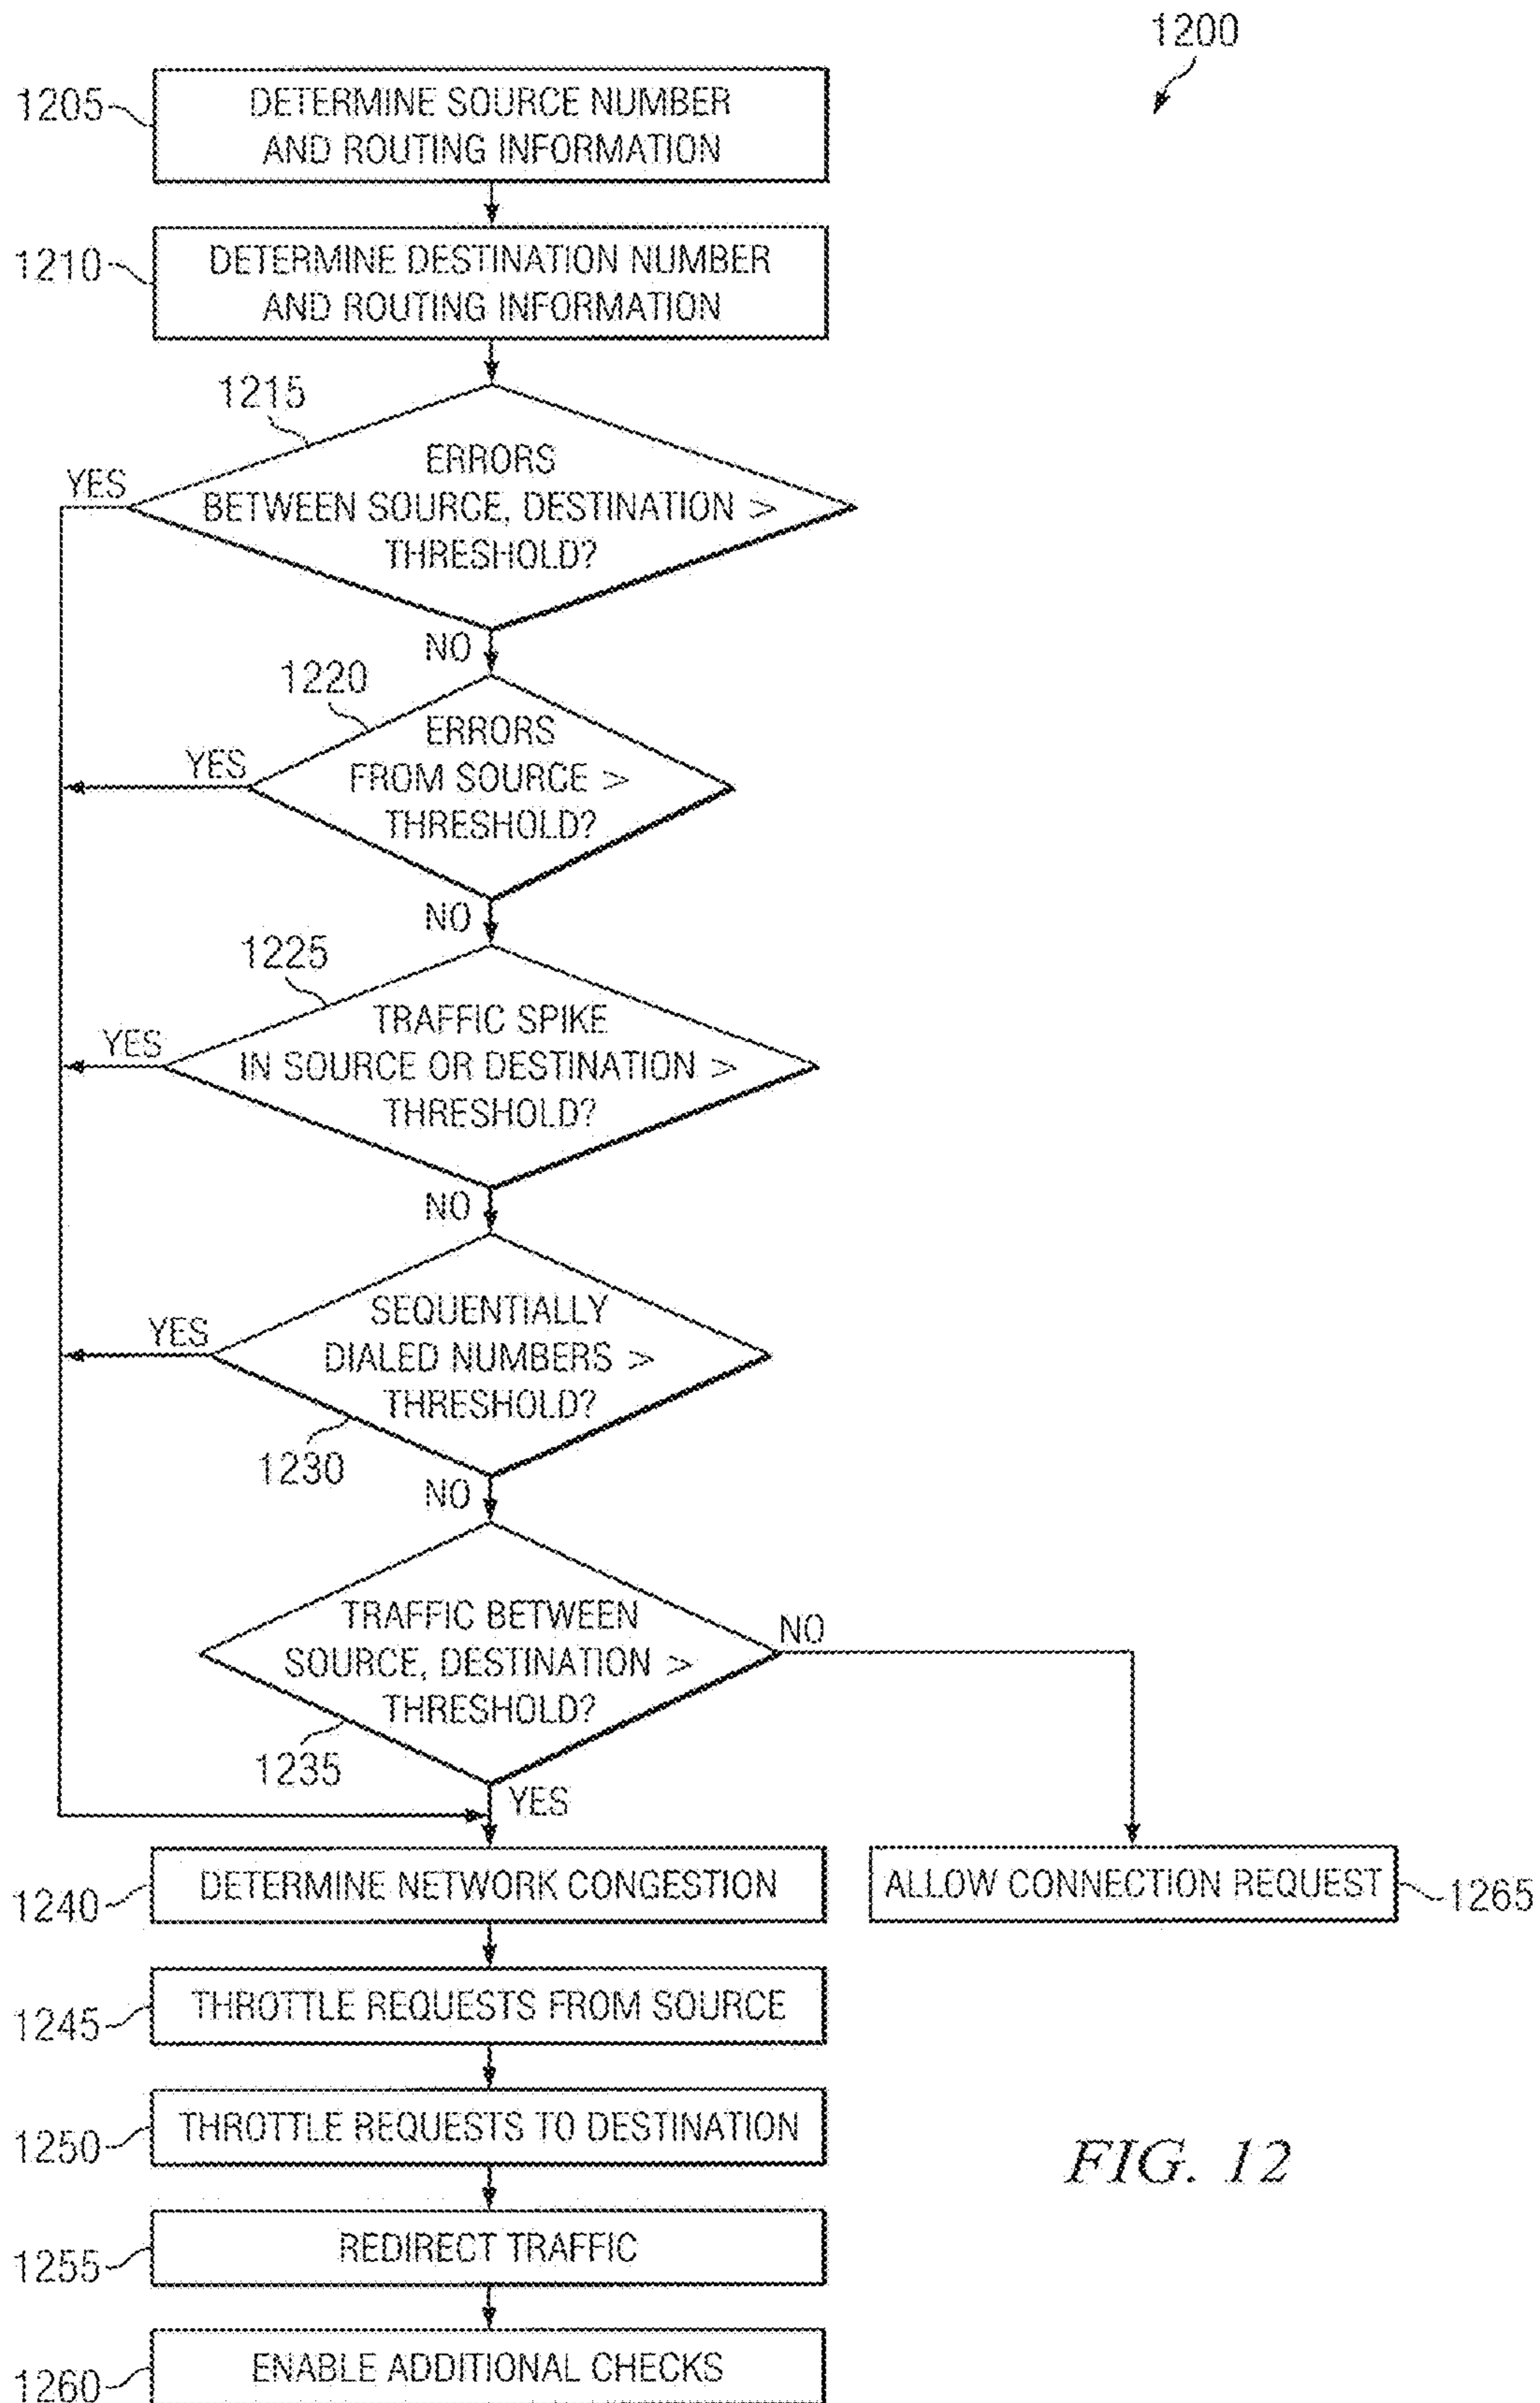 1200
1205
DETERMINE SOURCE NUMBER
AND ROUTING INFORMATION
1210
DETERMINE DESTINATION NUMBER
AND ROUTING INFORMATION
1215
YES
ERRORS
BETWEEN SOURCE, DESTINATION >
THRESHOLD?
NO
1220
YES
ERRORS
FROM SOURCE >
THRESHOLD?
NO
1225
YES
TRAFFIC SPIKE
IN SOURCE OR DESTINATION >
THRESHOLD?
NO
YES
SEQUENTIALLY
DIALED NUMBERS >
THRESHOLD?
1230
NO
TRAFFIC BETWEEN
SOURCE, DESTINATION >
THRESHOLD?
NO
1235
YES
1240
DETERMINE NETWORK CONGESTION
ALLOW CONNECTION REQUEST
1265
1245
THROTTLE REQUESTS FROM SOURCE
1250
THROTTLE REQUESTS TO DESTINATION
FIG. 12
1255
REDIRECT TRAFFIC
1260
ENABLE ADDITIONAL CHECKS